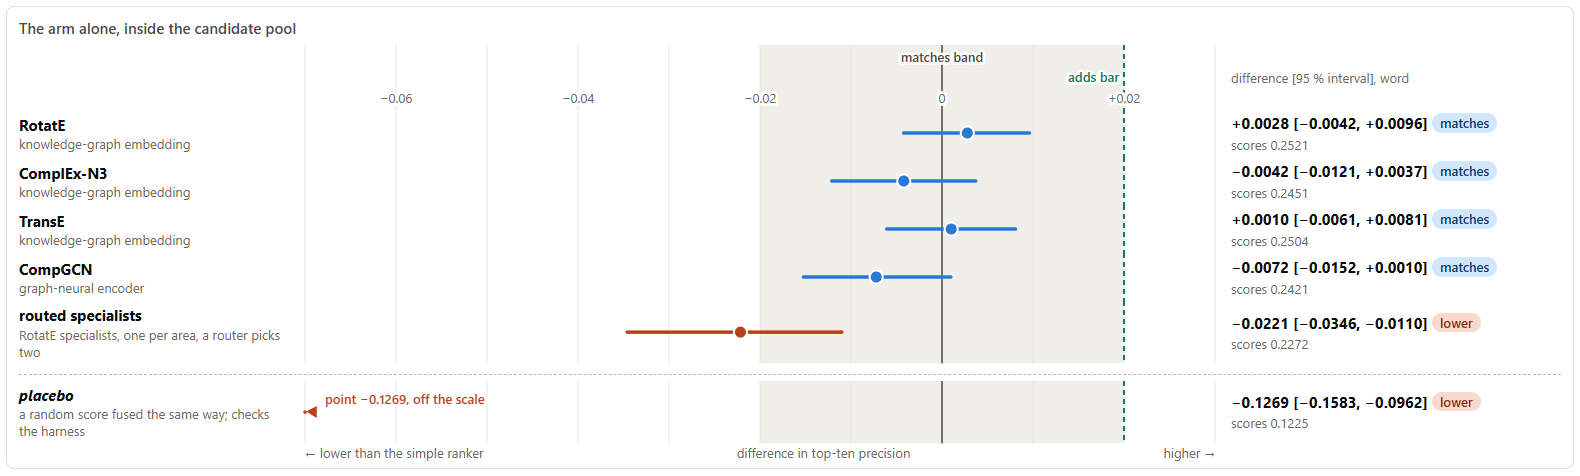 The arm alone, inside the candidate pool
matches band
adds bar
difference [95 % interval], word
−0.06
−0.04
−0.02
0
+0.02
RotatE
knowledge-graph embedding
+0.0028 [−0.0042, +0.0096] matches
scores 0.2521
ComplEx-N3
knowledge-graph embedding
−0.0042 [−0.0121, +0.0037] matches
scores 0.2451
TransE
knowledge-graph embedding
+0.0010 [−0.0061, +0.0081] matches
scores 0.2504
CompGCN
graph-neural encoder
−0.0072 [−0.0152, +0.0010] matches
scores 0.2421
routed specialists
RotatE specialists, one per area, a router picks
two
−0.0221 [−0.0346, −0.0110] lower
scores 0.2272
placebo
a random score fused the same way; checks
the harness
point −0.1269, off the scale
−0.1269 [−0.1583, −0.0962] lower
scores 0.1225
← lower than the simple ranker
difference in top-ten precision
higher →